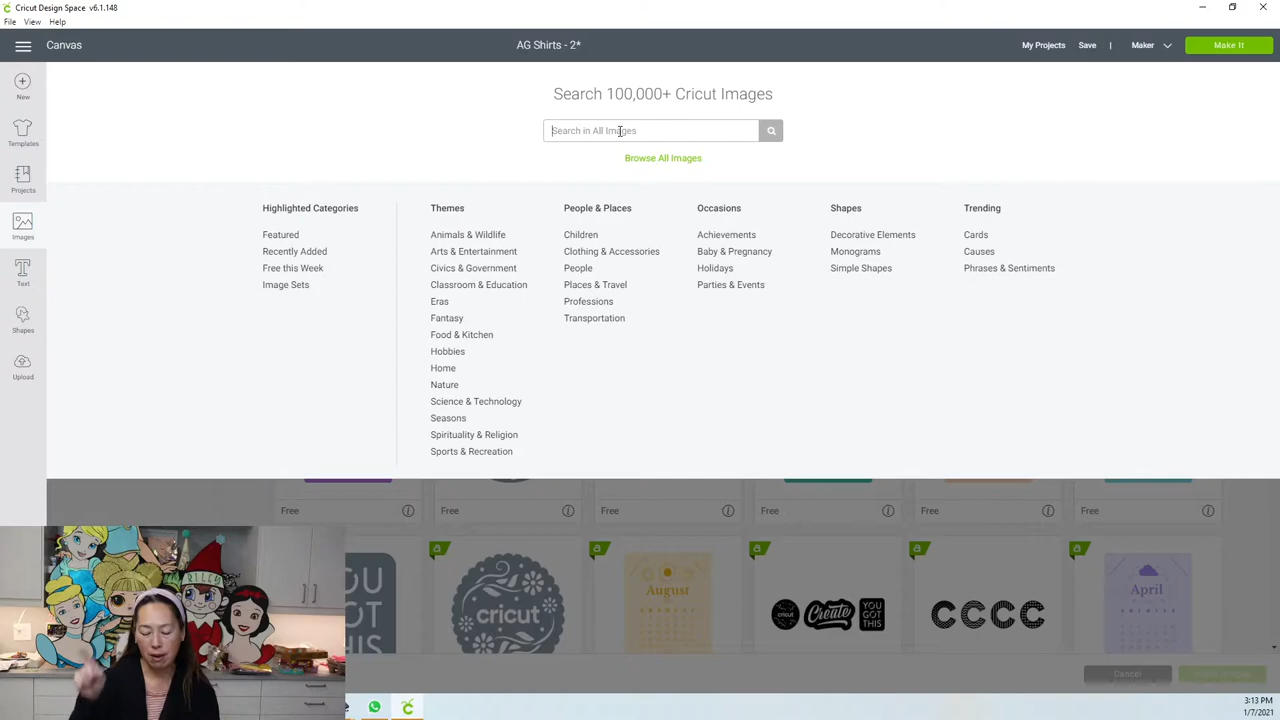 Cricut Design Space v6.1.148
File View Help
Canvas
AG Shirts - 2*
My Projects Save | Maker Make It
New
Templates
Projects
Images
Text
Shapes
Upload
Search 100,000+ Cricut Images
Search in All Images
Browse All Images
Highlighted Categories
Featured
Recently Added
Free this Week
Image Sets
Themes
Animals & Wildlife
Arts & Entertainment
Civics & Government
Classroom & Education
Eras
Fantasy
Food & Kitchen
Hobbies
Home
Nature
Science & Technology
Seasons
Spirituality & Religion
Sports & Recreation
People & Places
Children
Clothing & Accessories
People
Places & Travel
Professions
Transportation
Occasions
Achievements
Baby & Pregnancy
Holidays
Parties & Events
Shapes
Decorative Elements
Monograms
Simple Shapes
Trending
Cards
Causes
Phrases & Sentiments
Free Free Free Free Free Free
a a a a a
YOU
GOT
THIS
cricut
August
cricut
Create
YOU
GOT
THIS
CCCC
April
Cancel
3:13 PM
1/7/2021